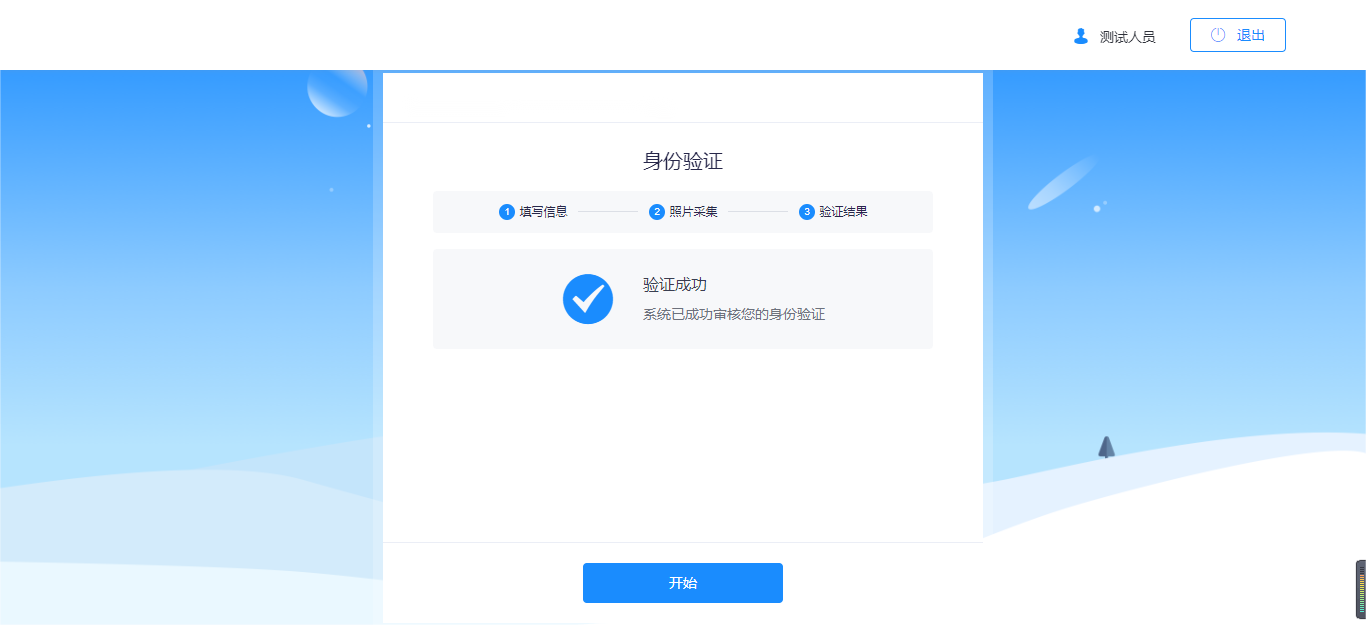 测试人员
退出
身份验证
1 填写信息 2 照片采集 3 验证结果
验证成功
系统已成功审核您的身份验证
开始